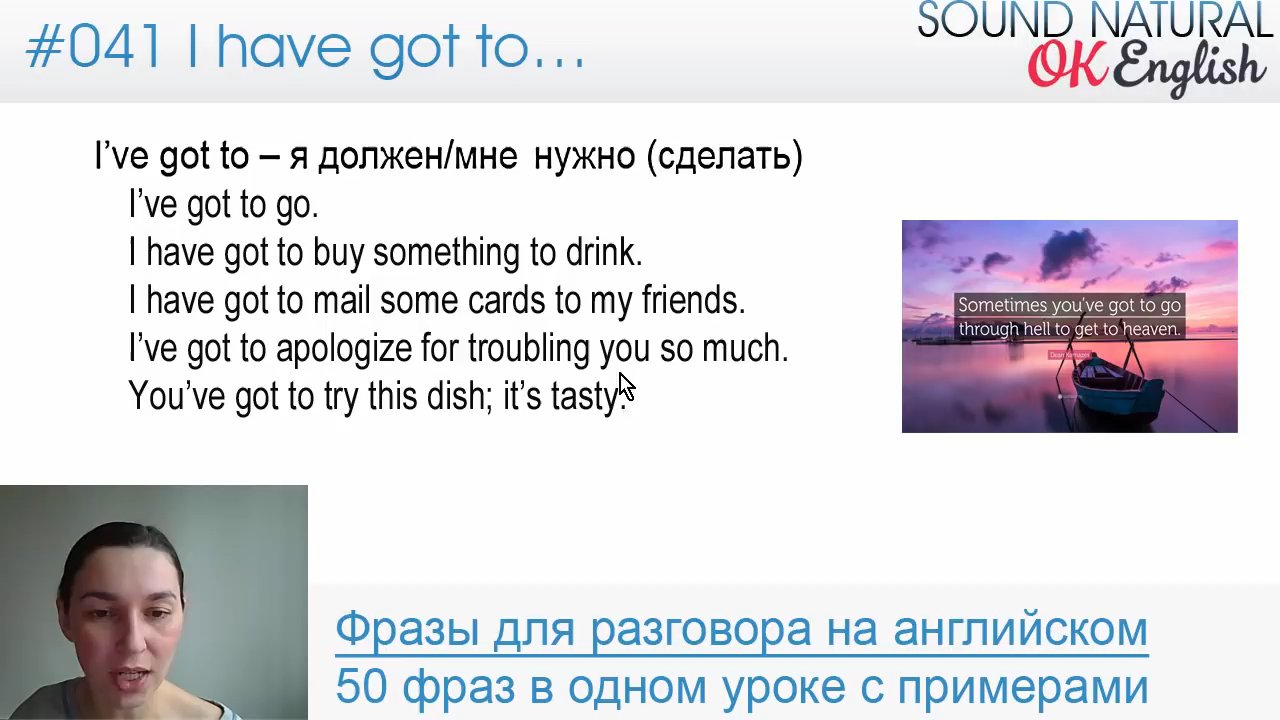 #041 I have got to…
SOUND NATURAL
OK English
I’ve got to – я должен/мне нужно (сделать)
I’ve got to go.
I have got to buy something to drink.
I have got to mail some cards to my friends.
I’ve got to apologize for troubling you so much.
You’ve got to try this dish; it’s tasty.
Sometimes you’ve got to go
through hell to get to heaven.
Dean Karnazes
Фразы для разговора на английском
50 фраз в одном уроке с примерами